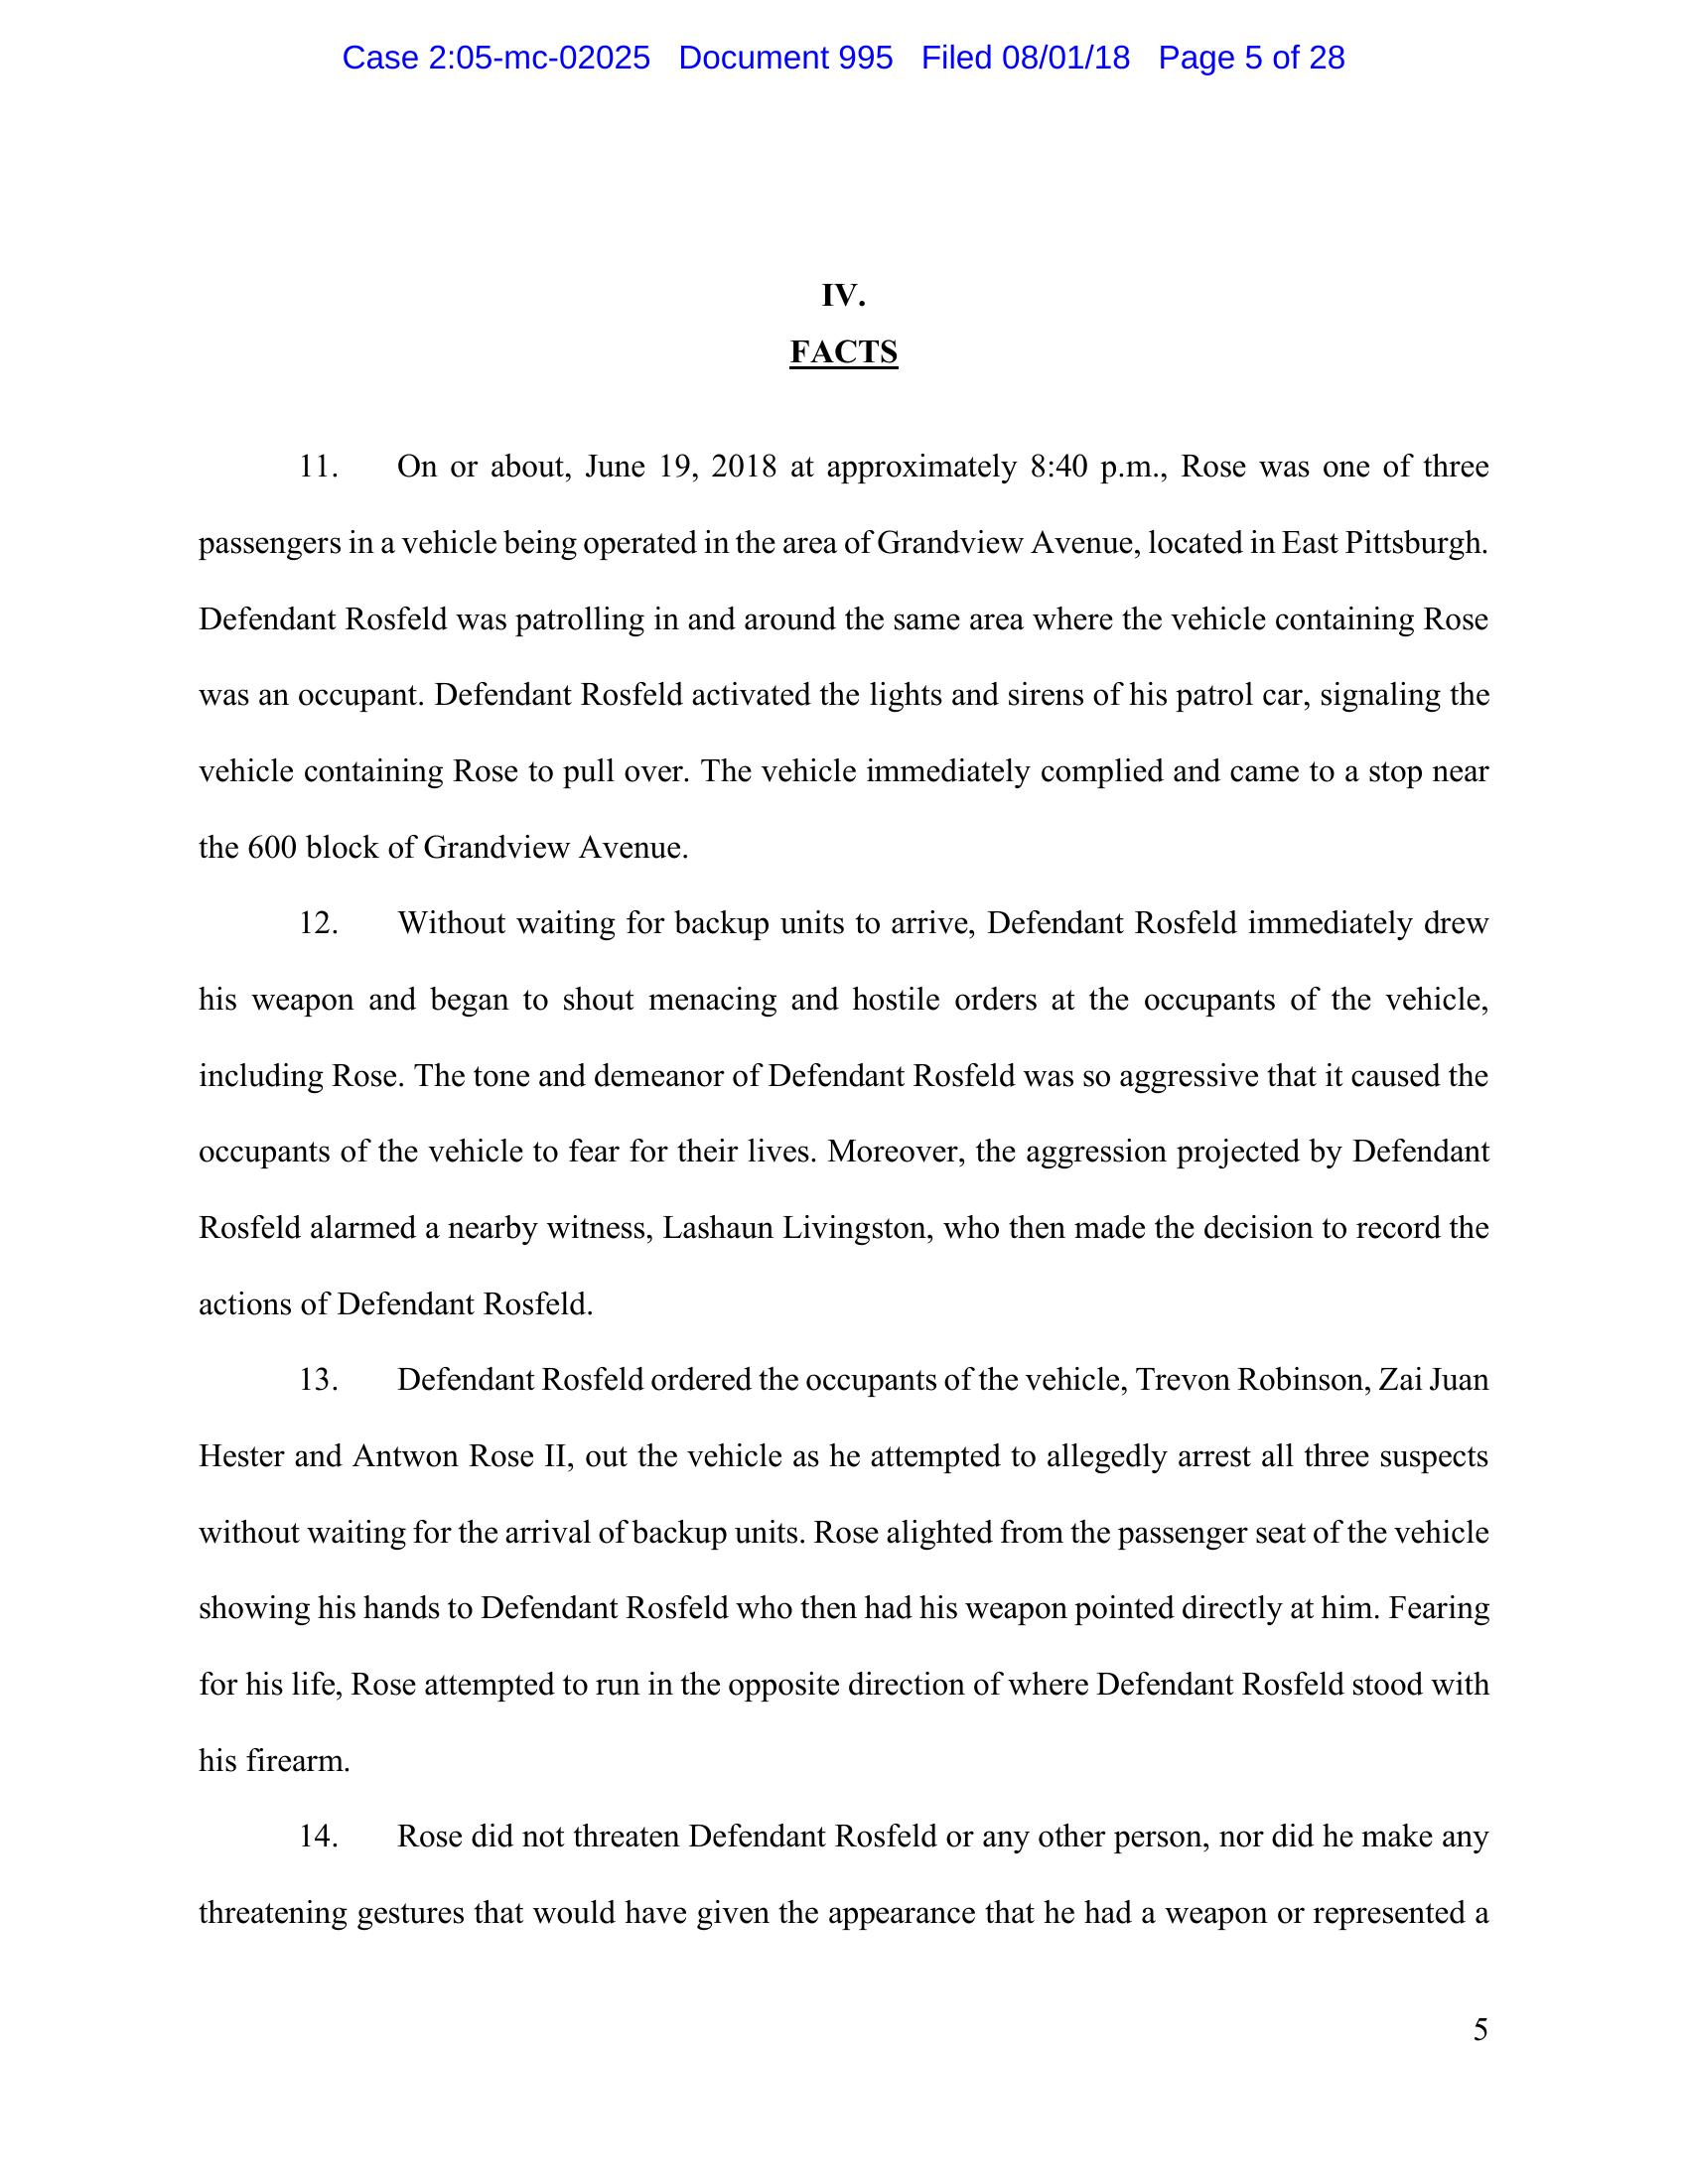 Case 2:05-mc-02025 Document 995 Filed 08/01/18 Page 5 of 28
IV.
FACTS
11. On or about, June 19, 2018 at approximately 8:40 p.m., Rose was one of three
passengers in a vehicle being operated in the area of Grandview Avenue, located in East Pittsburgh.
Defendant Rosfeld was patrolling in and around the same area where the vehicle containing Rose
was an occupant. Defendant Rosfeld activated the lights and sirens of his patrol car, signaling the
vehicle containing Rose to pull over. The vehicle immediately complied and came to a stop near
the 600 block of Grandview Avenue.
12. Without waiting for backup units to arrive, Defendant Rosfeld immediately drew
his weapon and began to shout menacing and hostile orders at the occupants of the vehicle,
including Rose. The tone and demeanor of Defendant Rosfeld was so aggressive that it caused the
occupants of the vehicle to fear for their lives. Moreover, the aggression projected by Defendant
Rosfeld alarmed a nearby witness, Lashaun Livingston, who then made the decision to record the
actions of Defendant Rosfeld.
13. Defendant Rosfeld ordered the occupants of the vehicle, Trevon Robinson, Zai Juan
Hester and Antwon Rose II, out the vehicle as he attempted to allegedly arrest all three suspects
without waiting for the arrival of backup units. Rose alighted from the passenger seat of the vehicle
showing his hands to Defendant Rosfeld who then had his weapon pointed directly at him. Fearing
for his life, Rose attempted to run in the opposite direction of where Defendant Rosfeld stood with
his firearm.
14. Rose did not threaten Defendant Rosfeld or any other person, nor did he make any
threatening gestures that would have given the appearance that he had a weapon or represented a
5